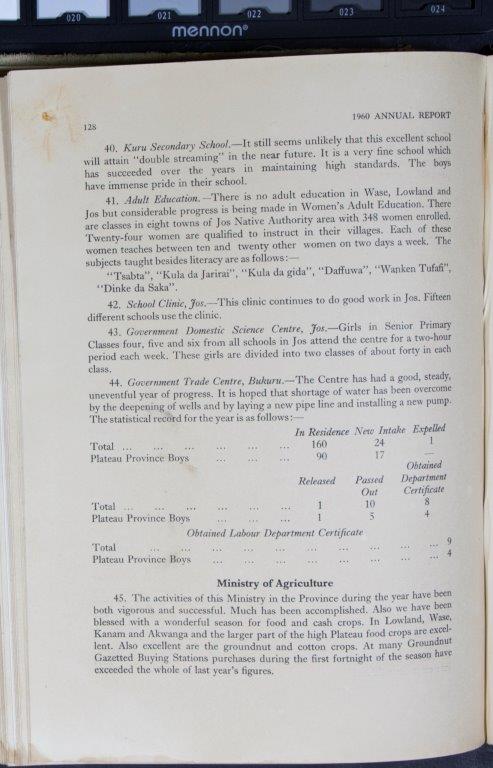 020 021 022 023 024
mennon®
128
1960 ANNUAL REPORT
40. Kuru Secondary School.—It still seems unlikely that this excellent school
will attain "double streaming" in the near future. It is a very fine school which
has succeeded over the years in maintaining high standards. The boys
have immense pride in their school.
41. Adult Education.—There is no adult education in Wase, Lowland and
Jos but considerable progress is being made in Women's Adult Education. There
are classes in eight towns of Jos Native Authority area with 348 women enrolled.
Twenty-four women are qualified to instruct in their villages. Each of these
women teaches between ten and twenty other women on two days a week. The
subjects taught besides literacy are as follows:—
"Tsabta", "Kula da Jarirai", "Kula da gida", "Daffuwa", "Wanken Tufafi",
"Dinke da Saka".
42. School Clinic, Jos.—This clinic continues to do good work in Jos. Fifteen
different schools use the clinic.
43. Government Domestic Science Centre, Jos.—Girls in Senior Primary
Classes four, five and six from all schools in Jos attend the centre for a two-hour
period each week. These girls are divided into two classes of about forty in each
class.
44. Government Trade Centre, Bukuru.—The Centre has had a good, steady,
uneventful year of progress. It is hoped that shortage of water has been overcome
by the deepening of wells and by laying a new pipe line and installing a new pump.
The statistical record for the year is as follows:—
In Residence New Intake Expelled
Total ... ... ... ... ... 160 24 1
Plateau Province Boys ... ... ... 90 17 —
Obtained
Released Passed Department
Out Certificate
Total ... ... ... ... ... 1 10 8
Plateau Province Boys ... ... ... 1 5 4
Obtained Labour Department Certificate
Total ... ... ... ... ... ... ... ... ... ... 9
Plateau Province Boys ... ... ... ... ... ... ... ... 4
Ministry of Agriculture
45. The activities of this Ministry in the Province during the year have been
both vigorous and successful. Much has been accomplished. Also we have been
blessed with a wonderful season for food and cash crops. In Lowland, Wase,
Kanam and Akwanga and the larger part of the high Plateau food crops are excel-
lent. Also excellent are the groundnut and cotton crops. At many Groundnut
Gazetted Buying Stations purchases during the first fortnight of the season have
exceeded the whole of last year's figures.